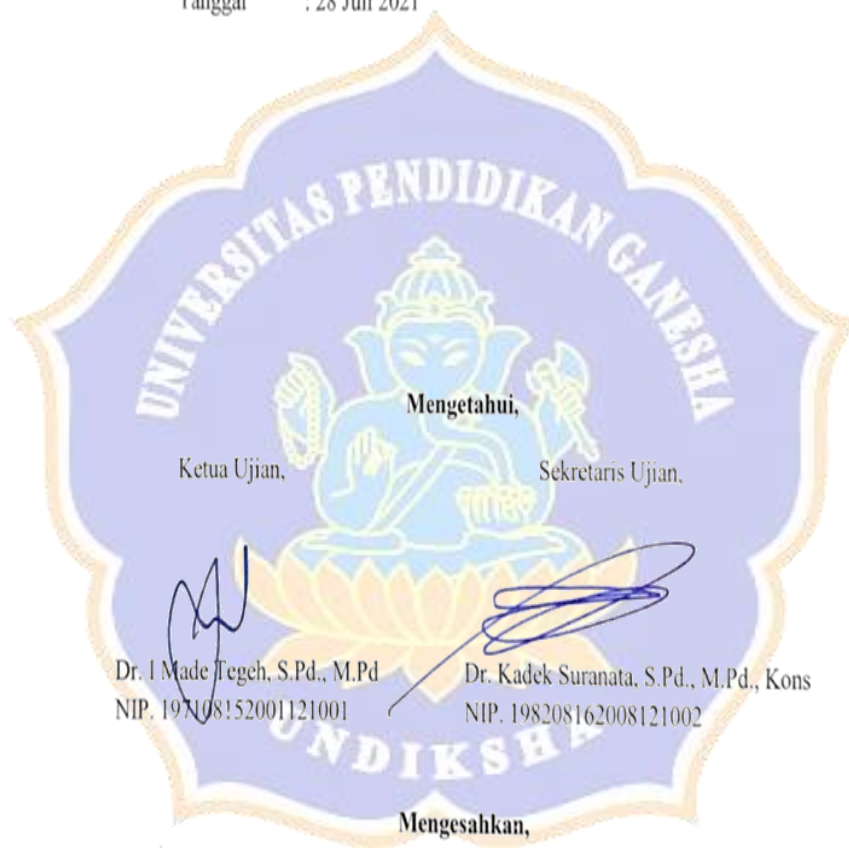 Tanggal : 28 Jun 2021
UNIVERSITAS PENDIDIKAN GANESHA
Mengetahui,
Ketua Ujian, Sekretaris Ujian,
Dr. I Made Tegeh, S.Pd., M.Pd Dr. Kadek Suranata, S.Pd., M.Pd., Kons
NIP. 197108152001121001 NIP. 198208162008121002
UNDIKSHA
Mengesahkan,